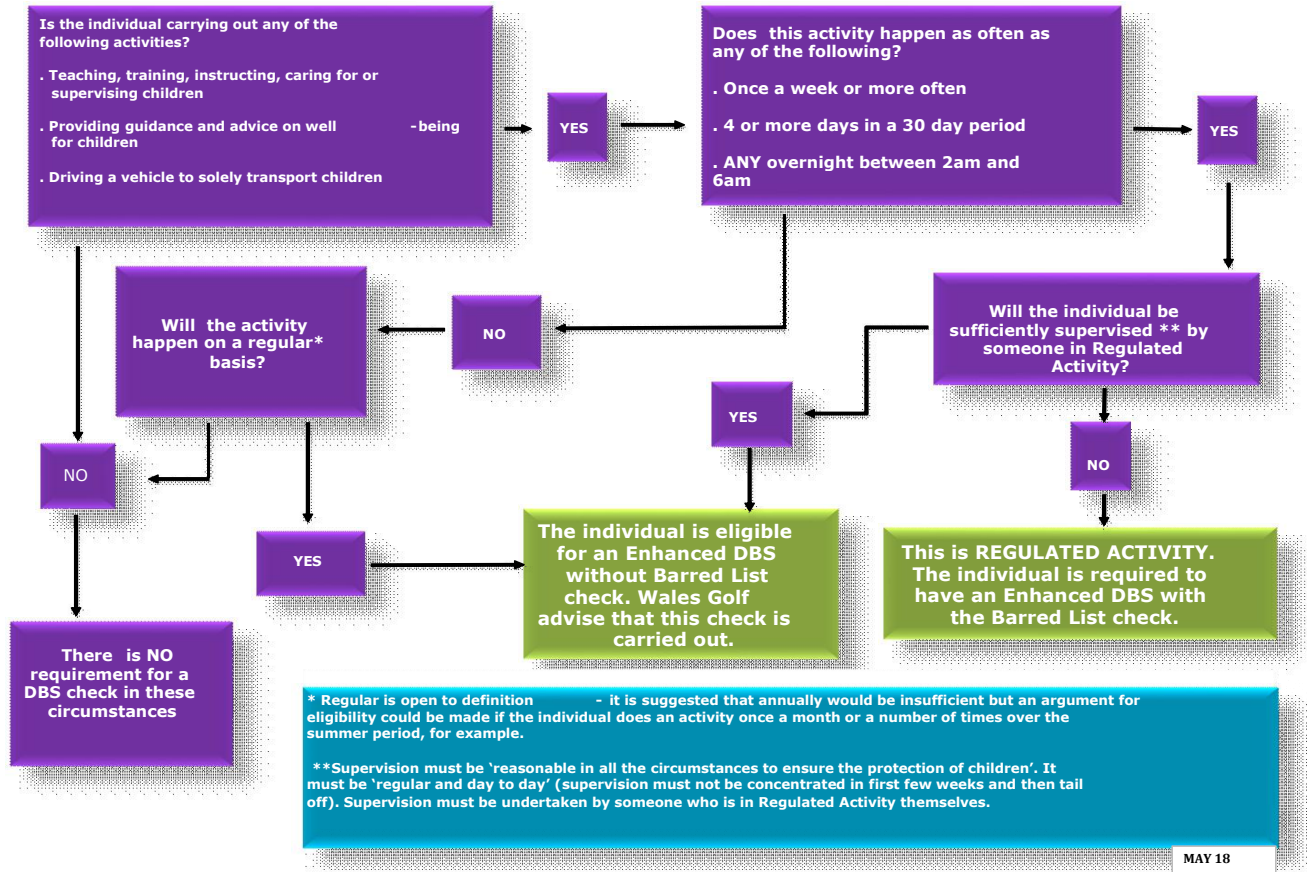 Is the individual carrying out any of the
following activities?
. Teaching, training, instructing, caring for or
supervising children
. Providing guidance and advice on well -being
for children
. Driving a vehicle to solely transport children
YES
Does this activity happen as often as
any of the following?
. Once a week or more often
. 4 or more days in a 30 day period
. ANY overnight between 2am and
6am
YES
Will the activity
happen on a regular*
basis?
NO
Will the individual be
sufficiently supervised ** by
someone in Regulated
Activity?
YES
NO
NO
YES
The individual is eligible
for an Enhanced DBS
without Barred List
check. Wales Golf
advise that this check is
carried out.
This is REGULATED ACTIVITY.
The individual is required to
have an Enhanced DBS with
the Barred List check.
There is NO
requirement for a
DBS check in these
circumstances
* Regular is open to definition - it is suggested that annually would be insufficient but an argument for
eligibility could be made if the individual does an activity once a month or a number of times over the
summer period, for example.
**Supervision must be ‘reasonable in all the circumstances to ensure the protection of children’. It
must be ‘regular and day to day’ (supervision must not be concentrated in first few weeks and then tail
off). Supervision must be undertaken by someone who is in Regulated Activity themselves.
MAY 18